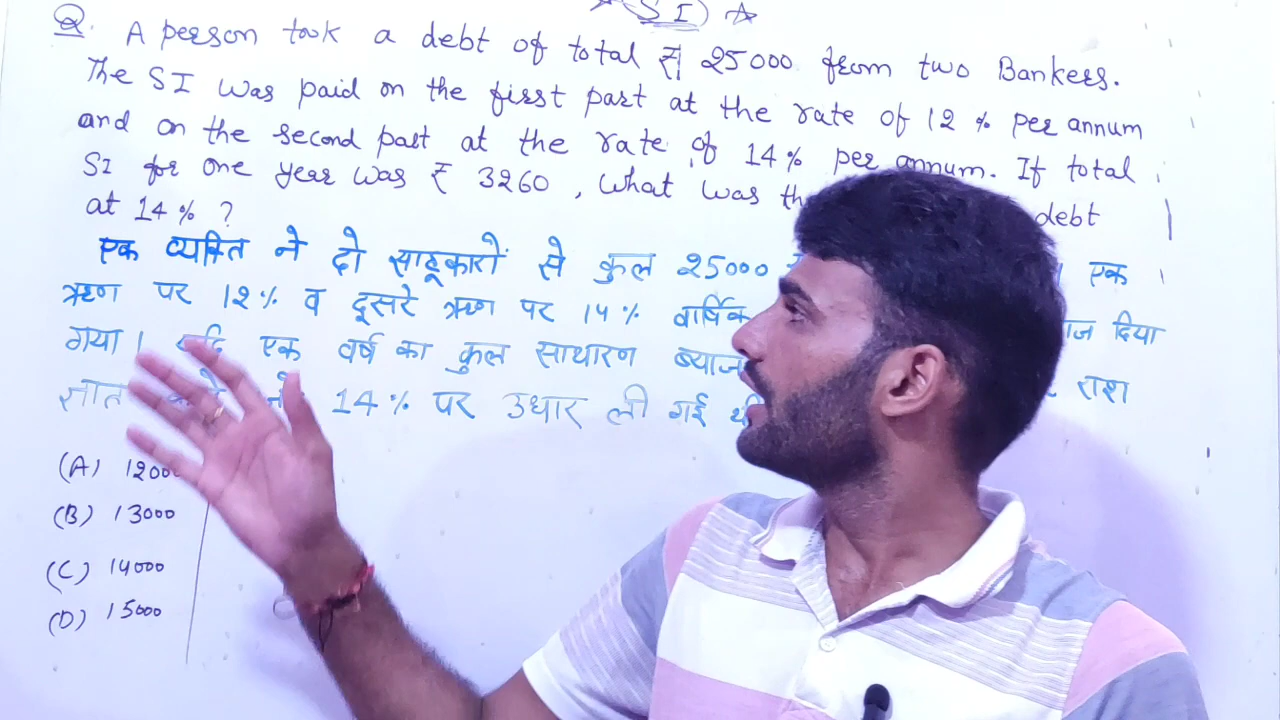 ☆ (SI) ☆
Q. A person took a debt of total ₹ 25000 from two Bankers.
The SI was paid on the first part at the rate of 12 % per annum
and on the second part at the rate of 14% per annum. If total
SI for one year was ₹ 3260, what was the debt
at 14% ?
एक व्यक्ति ने दो साहूकारों से कुल 25000 एक
ऋण पर 12% व दूसरे ऋण पर 14% वार्षिक दिया
गया। यदि एक वर्ष का कुल साधारण ब्याज राश
ज्ञात 14% पर उधार ली गई
(A) 12000
(B) 13000
(C) 14000
(D) 15000